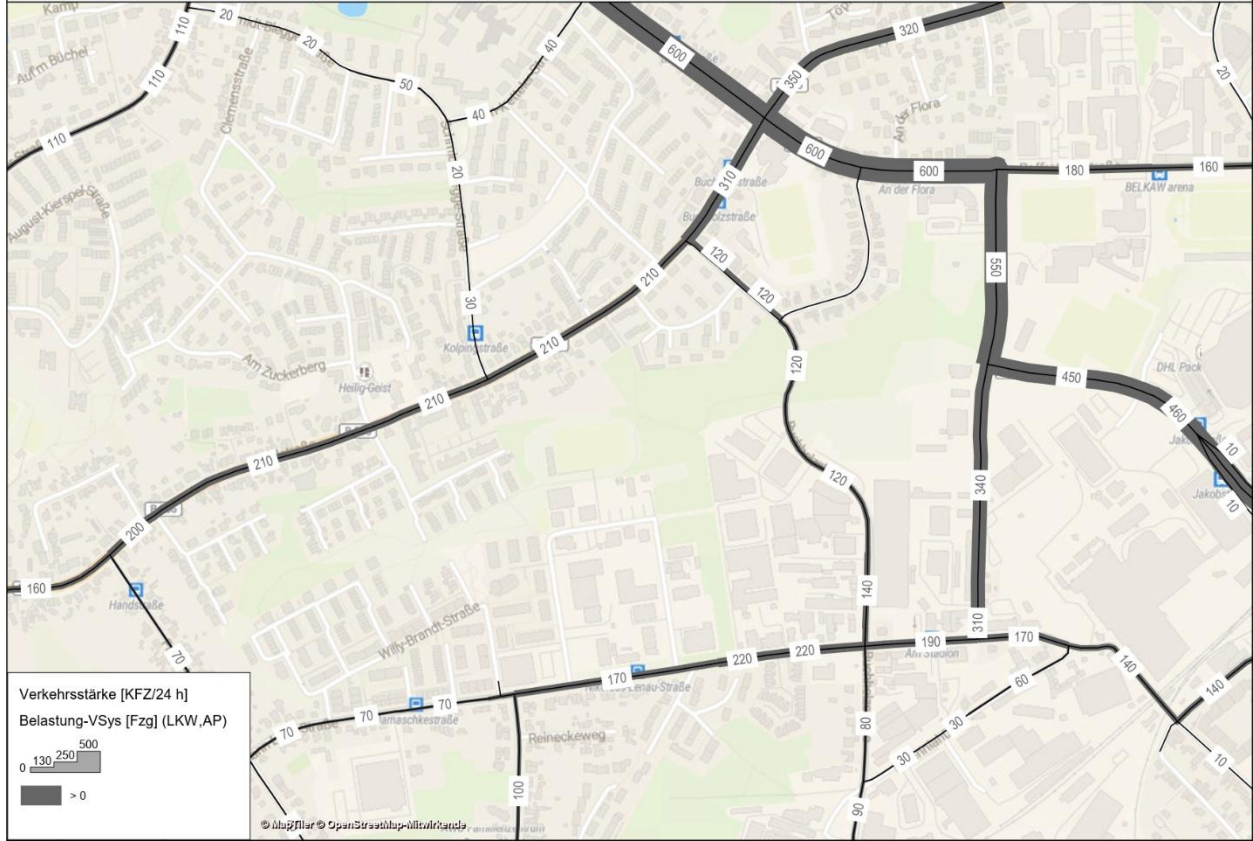 Kamp
20
110
20
40
320
600
Auf'm Büchel
110
Clemensstraße
50
350
20
40
An der Flora
110
600
20
310
600
180
160
An der Flora
BELKAW arena
August-Kierspel-Straße
120
210
120
550
30
Kolpingstraße
210
Am Zuckerberg
120
DHL Pack
Heilig-Geist
450
460
210
10
210
120
340
10
200
160
140
Handstraße
310
Willy-Brandt-Straße
190
170
70
220
220
Am Stadion
140
170
60
140
70
70
70
30
80
Reineckeweg
30
10
100
90
Verkehrsstärke [KFZ/24 h]
Belastung-VSys [Fzg] (LKW,AP)
0 130 250 500
> 0
© MapTiler © OpenStreetMap-Mitwirkende